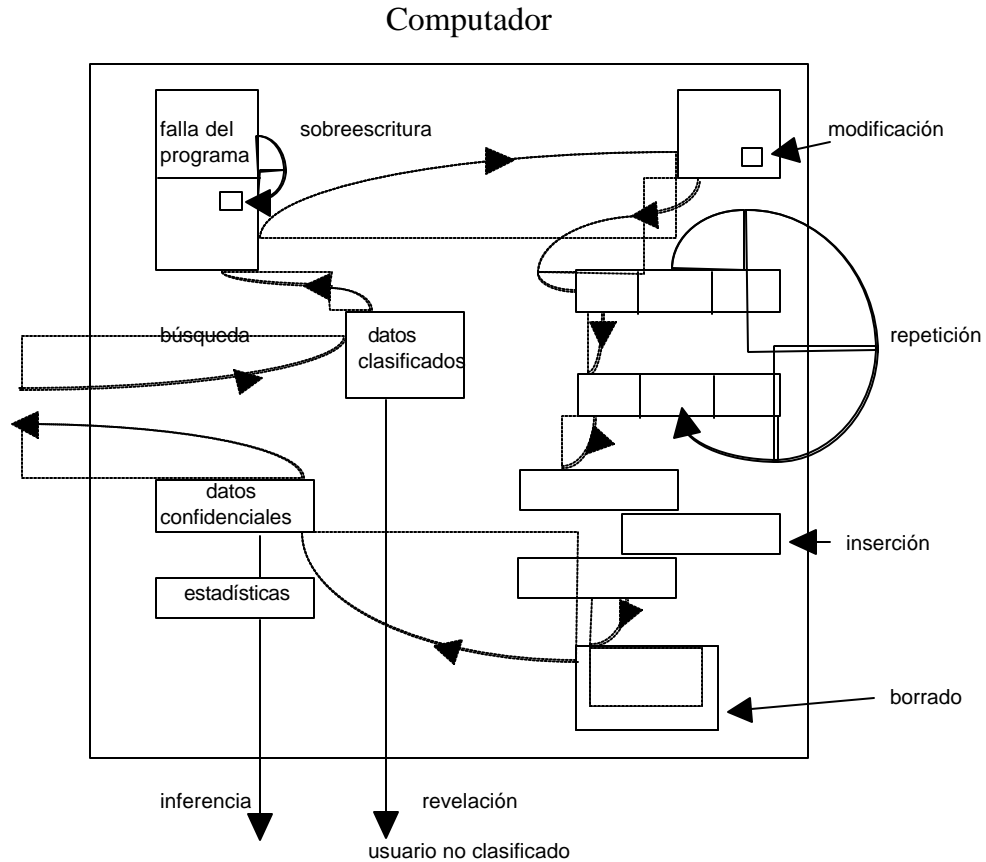 Computador
falla del
programa
sobreescritura
modificación
búsqueda
datos
clasificados
repetición
datos
confidenciales
inserción
estadísticas
borrado
inferencia
revelación
usuario no clasificado